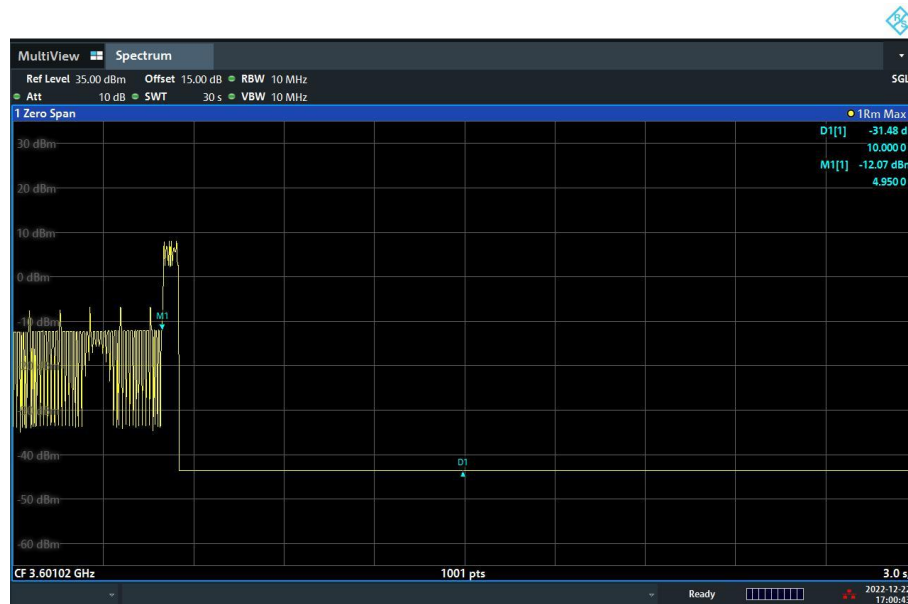 R&S
MultiView Spectrum
Ref Level 35.00 dBm Offset 15.00 dB RBW 10 MHz SGL
Att 10 dB SWT 30 s VBW 10 MHz
1 Zero Span 1Rm Max
D1[1] -31.48 d
10.000 0
M1[1] -12.07 dBm
4.950 0
30 dBm
20 dBm
10 dBm
0 dBm
M1
-10 dBm
-40 dBm
D1
-50 dBm
-60 dBm
CF 3.60102 GHz 1001 pts 3.0 s
Ready 2022-12-22
17:00:43